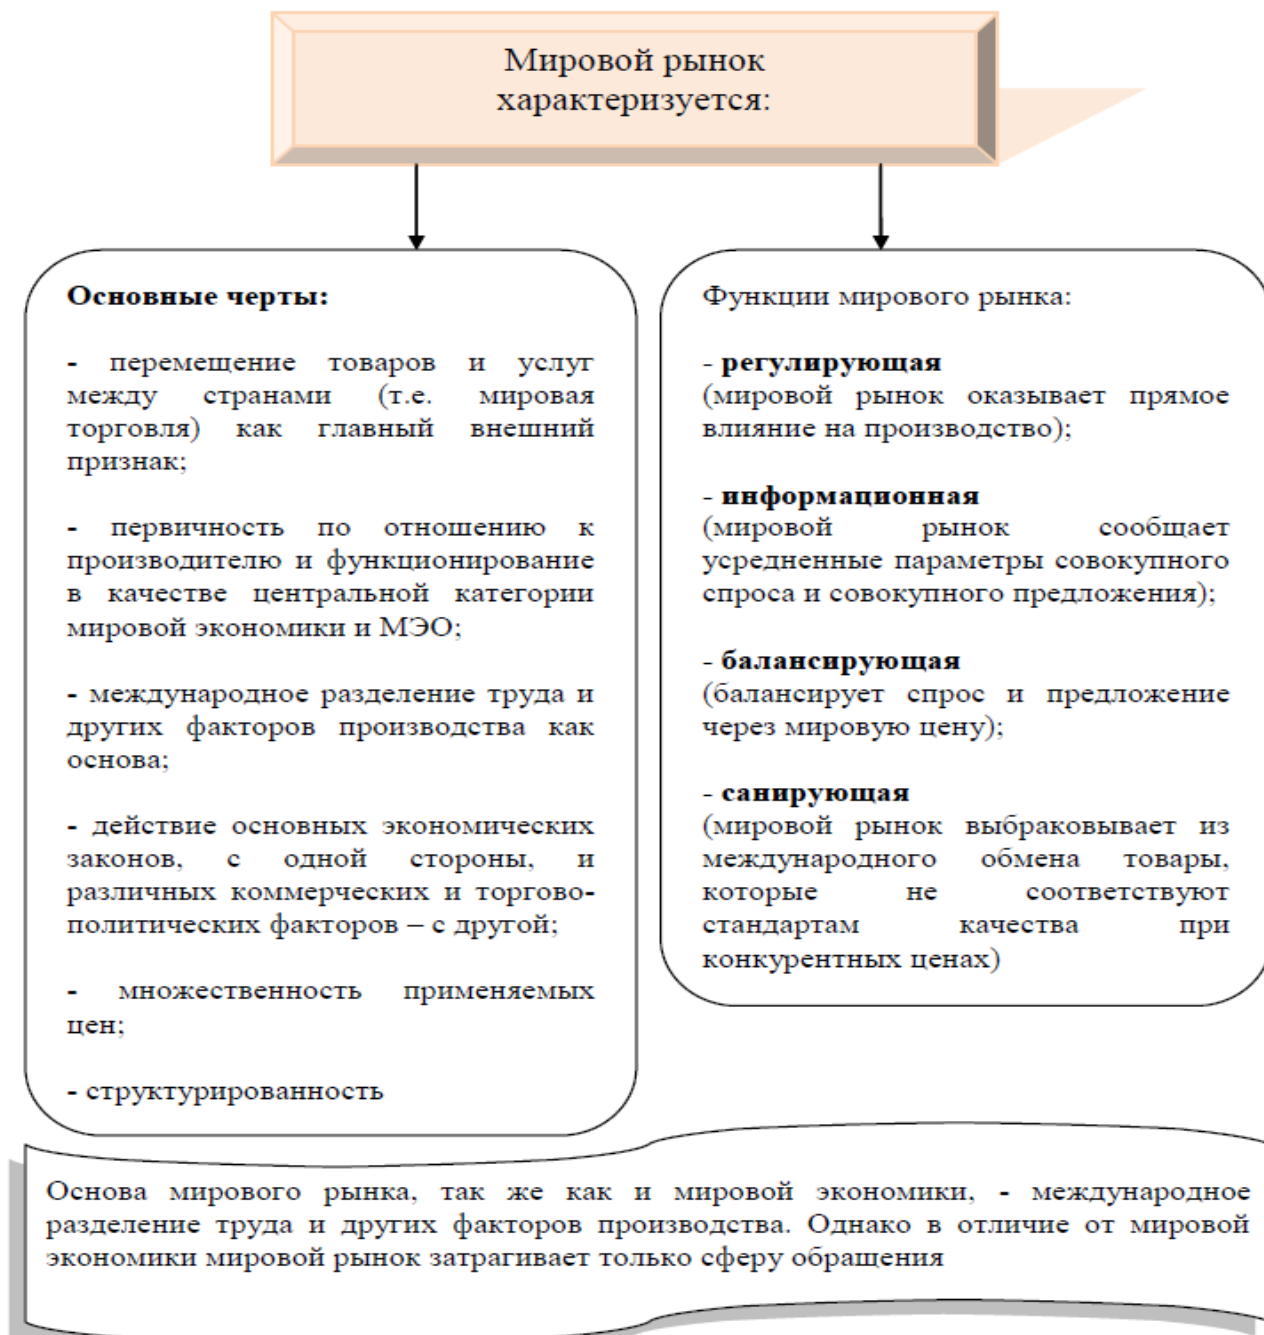 Мировой рынок
характеризуется:
Основные черты:
- перемещение товаров и услуг
между странами (т.е. мировая
торговля) как главный внешний
признак;
- первичность по отношению к
производителю и функционирование
в качестве центральной категории
мировой экономики и МЭО;
- международное разделение труда и
других факторов производства как
основа;
- действие основных экономических
законов, с одной стороны, и
различных коммерческих и торгово-
политических факторов – с другой;
- множественность применяемых
цен;
- структурированность
Функции мирового рынка:
- регулирующая
(мировой рынок оказывает прямое
влияние на производство);
- информационная
(мировой рынок сообщает
усредненные параметры совокупного
спроса и совокупного предложения);
- балансирующая
(балансирует спрос и предложение
через мировую цену);
- санирующая
(мировой рынок выбраковывает из
международного обмена товары,
которые не соответствуют
стандартам качества при
конкурентных ценах)
Основа мирового рынка, так же как и мировой экономики, - международное
разделение труда и других факторов производства. Однако в отличие от мировой
экономики мировой рынок затрагивает только сферу обращения